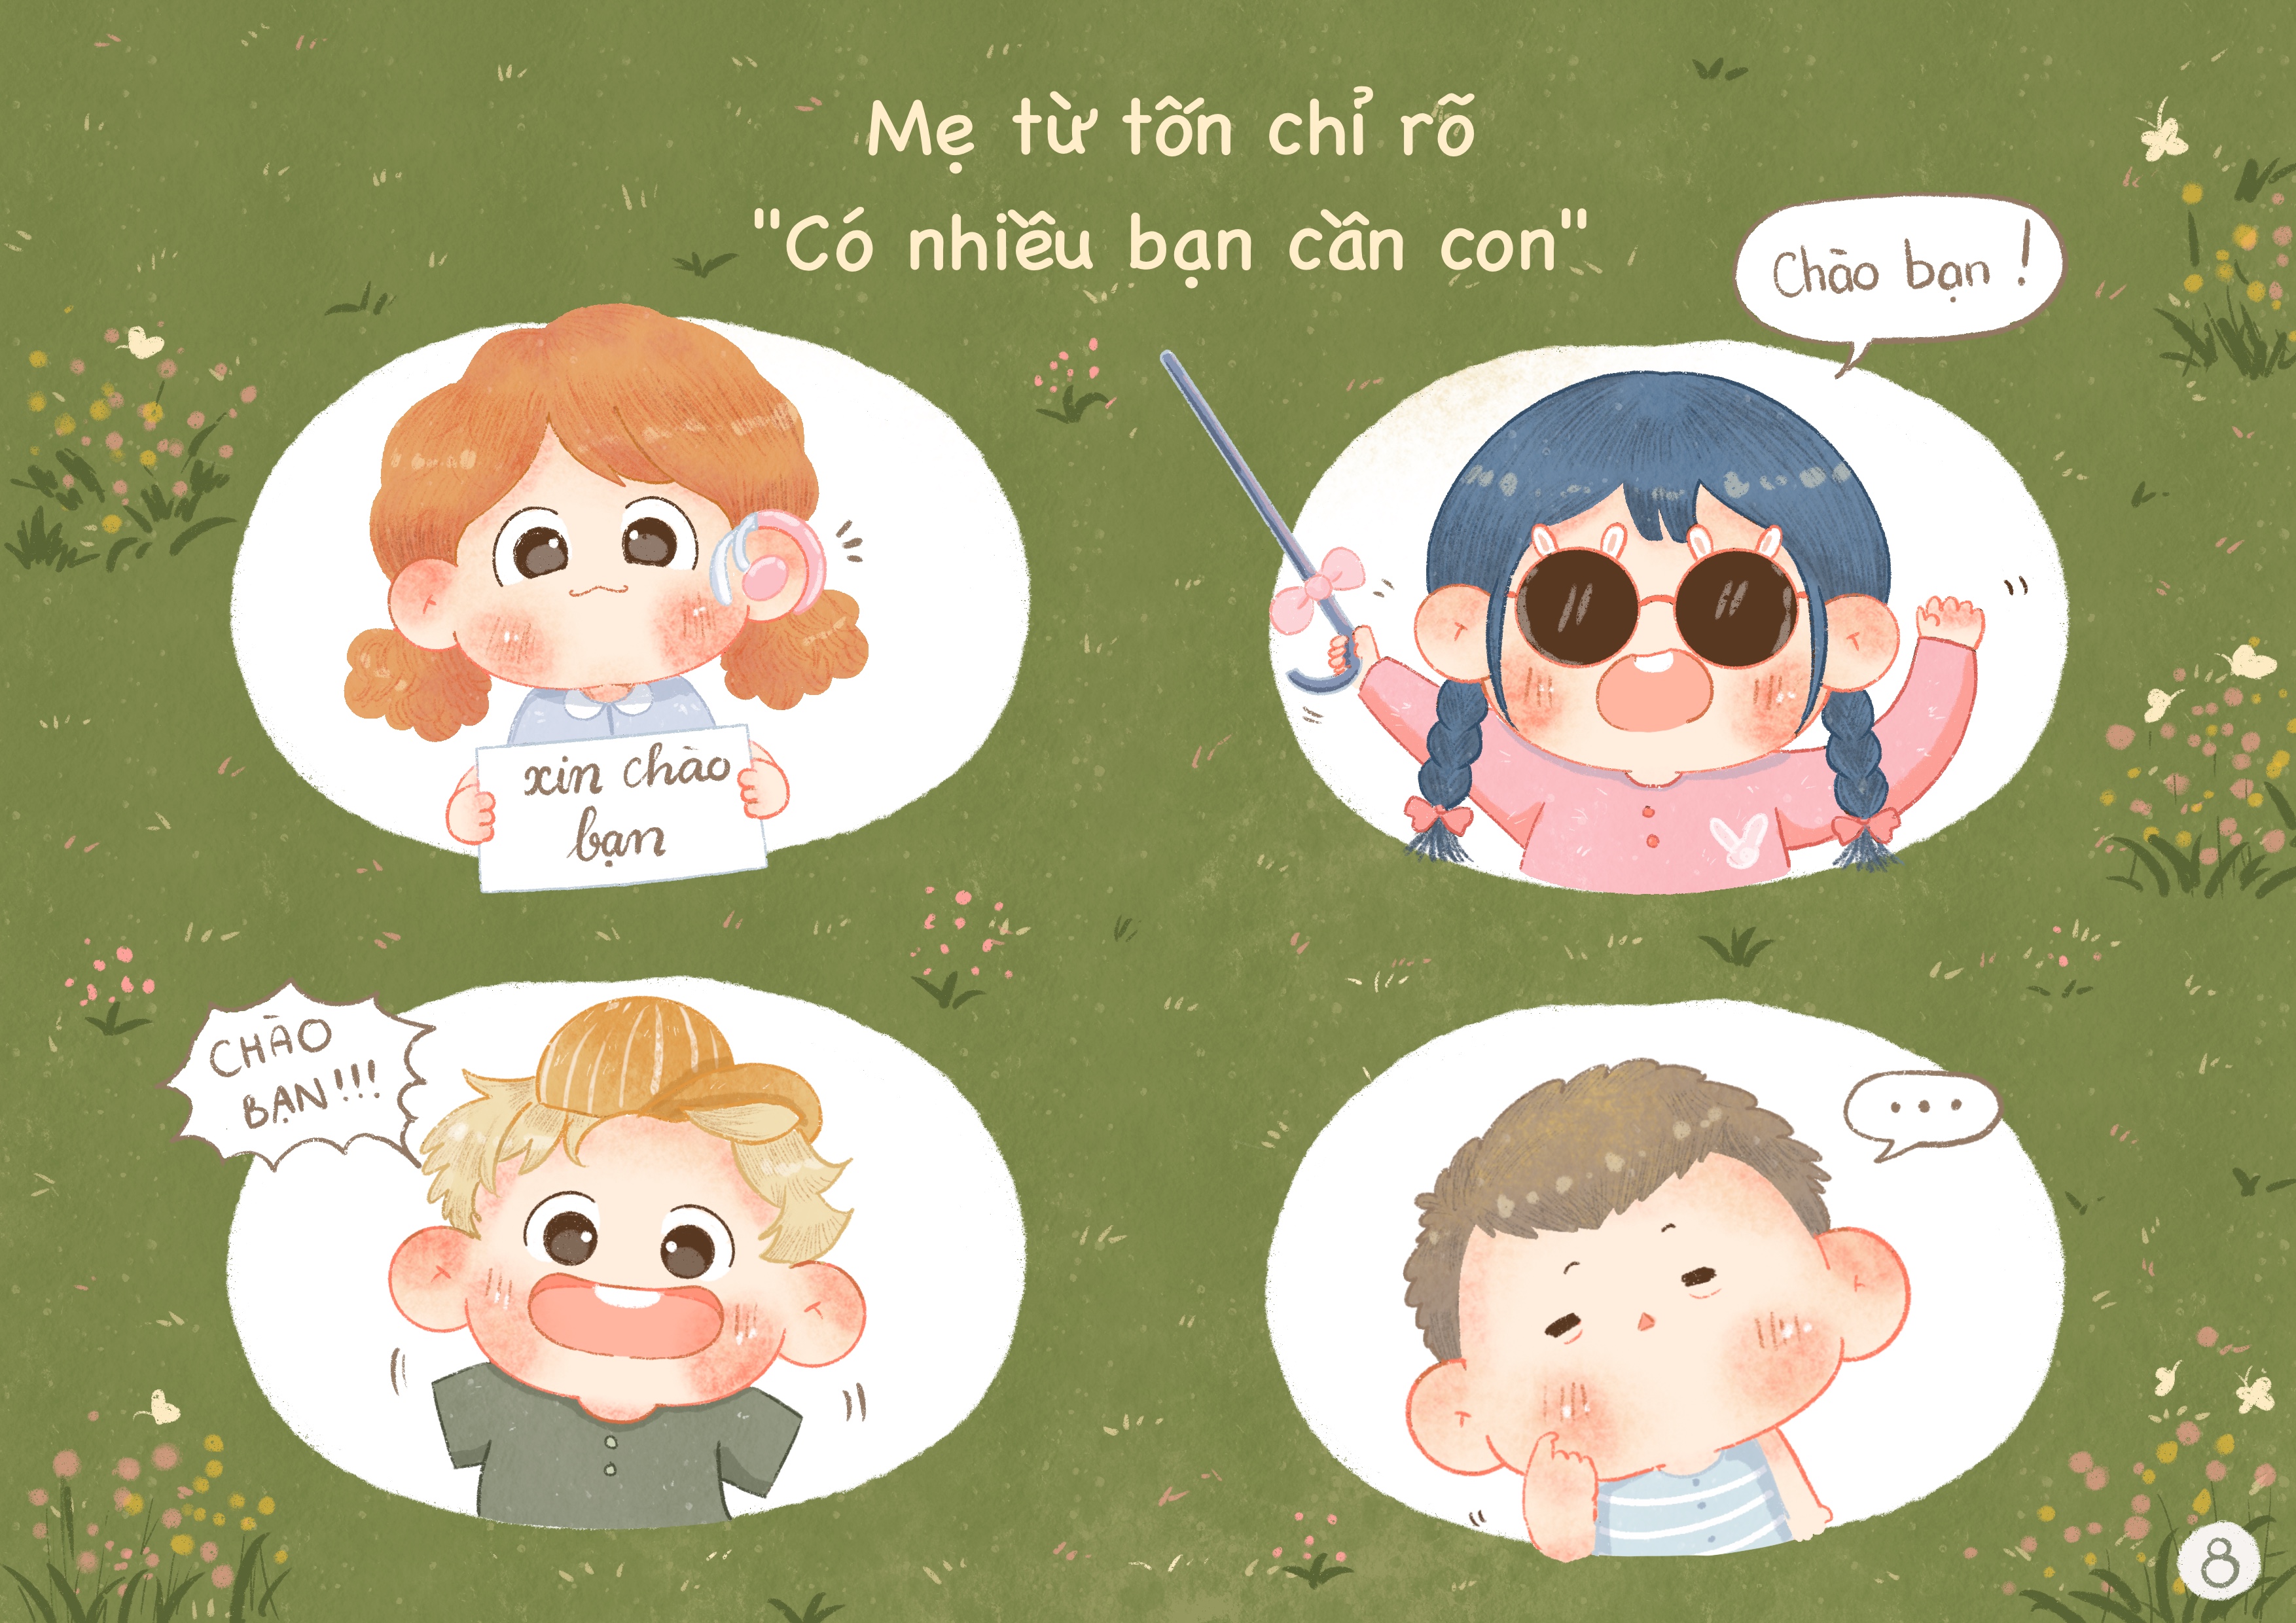 Mẹ từ tốn chỉ rõ
"Có nhiều bạn cần con"
Chào bạn !
xin chào
bạn
CHÀO
BẠN!!!
...
8